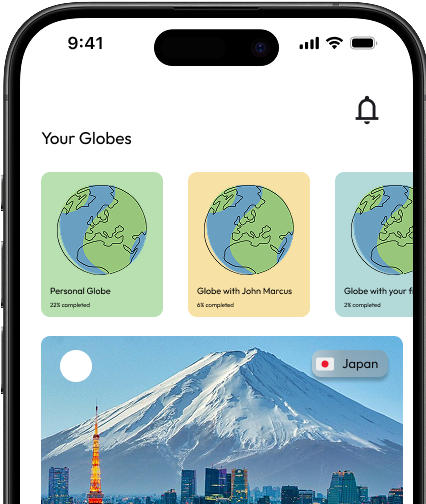 9:41
Your Globes
Personal Globe
22% completed
Globe with John Marcus
6% completed
Globe with your
2% completed
Japan